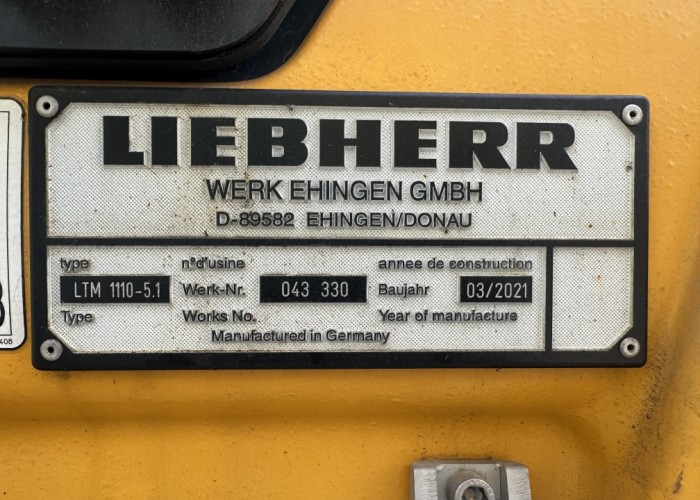 LIEBHERR
WERK EHINGEN GMBH
D-89582 EHINGEN/DONAU
type n°d'usine annee de construction
LTM 1110-5.1 Werk-Nr. 043 330 Baujahr 03/2021
Type Works No. Year of manufacture
Manufactured in Germany
408